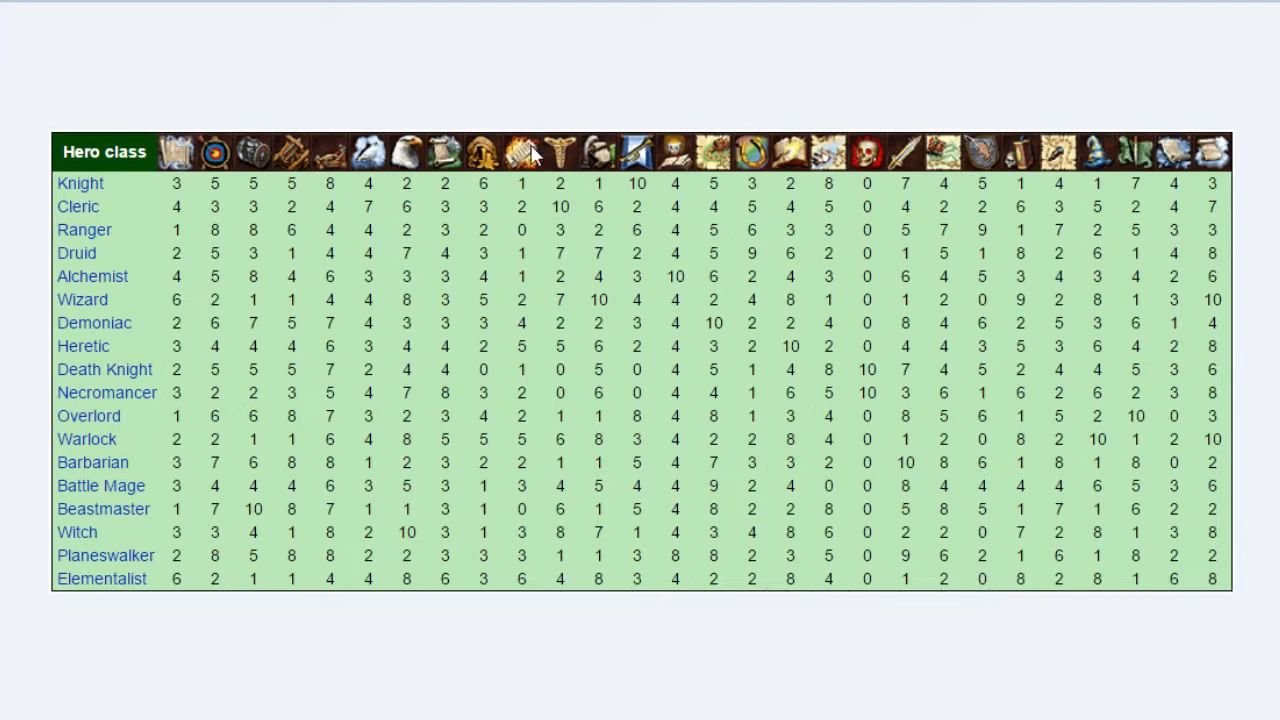 Hero class
Knight 3 5 5 5 8 4 2 2 6 1 2 1 10 4 5 3 2 8 0 7 4 5 1 4 1 7 4 3
Cleric 4 3 3 2 4 7 6 3 3 2 10 6 2 4 4 5 4 5 0 4 2 2 6 3 5 2 4 7
Ranger 1 8 8 6 4 4 2 3 2 0 3 2 6 4 5 6 3 3 0 5 7 9 1 7 2 5 3 3
Druid 2 5 3 1 4 4 7 4 3 1 7 7 2 4 5 9 6 2 0 1 5 1 8 2 6 1 4 8
Alchemist 4 5 8 4 6 3 3 3 4 1 2 4 3 10 6 2 4 3 0 6 4 5 3 4 3 4 2 6
Wizard 6 2 1 1 4 4 8 3 5 2 7 10 4 4 2 4 8 1 0 1 2 0 9 2 8 1 3 10
Demoniac 2 6 7 5 7 4 3 3 3 4 2 2 3 4 10 2 2 4 0 8 4 6 2 5 3 6 1 4
Heretic 3 4 4 4 6 3 4 4 2 5 5 6 2 4 3 2 10 2 0 4 4 3 5 3 6 4 2 8
Death Knight 2 5 5 5 7 2 4 4 0 1 0 5 0 4 5 1 4 8 10 7 4 5 2 4 4 5 3 6
Necromancer 3 2 2 3 5 4 7 8 3 2 0 6 0 4 4 1 6 5 10 3 6 1 6 2 6 2 3 8
Overlord 1 6 6 8 7 3 2 3 4 2 1 1 8 4 8 1 3 4 0 8 5 6 1 5 2 10 0 3
Warlock 2 2 1 1 6 4 8 5 5 5 6 8 3 4 2 2 8 4 0 1 2 0 8 2 10 1 2 10
Barbarian 3 7 6 8 8 1 2 3 2 2 1 1 5 4 7 3 3 2 0 10 8 6 1 8 1 8 0 2
Battle Mage 3 4 4 4 6 3 5 3 1 3 4 5 4 4 9 2 4 0 0 8 4 4 4 4 6 5 3 6
Beastmaster 1 7 10 8 7 1 1 3 1 0 6 1 5 4 8 2 2 8 0 5 8 5 1 7 1 6 2 2
Witch 3 3 4 1 8 2 10 3 1 3 8 7 1 4 3 4 8 6 0 2 2 0 7 2 8 1 3 8
Planeswalker 2 8 5 8 8 2 2 3 3 3 1 1 3 8 8 2 3 5 0 9 6 2 1 6 1 8 2 2
Elementalist 6 2 1 1 4 4 8 6 3 6 4 8 3 4 2 2 8 4 0 1 2 0 8 2 8 1 6 8